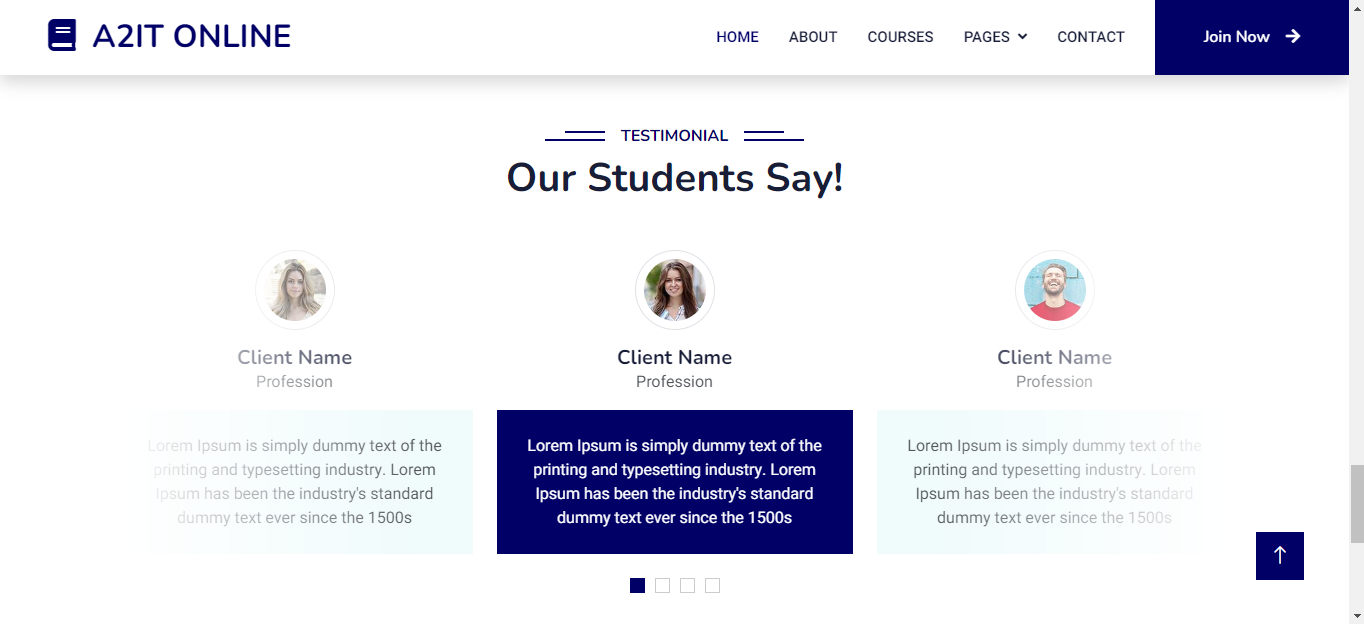 A2IT ONLINE
HOME ABOUT COURSES PAGES CONTACT Join Now
TESTIMONIAL
Our Students Say!
Client Name
Profession
Lorem Ipsum is simply dummy text of the
printing and typesetting industry. Lorem
Ipsum has been the industry's standard
dummy text ever since the 1500s
Client Name
Profession
Lorem Ipsum is simply dummy text of the
printing and typesetting industry. Lorem
Ipsum has been the industry's standard
dummy text ever since the 1500s
Client Name
Profession
Lorem Ipsum is simply dummy text of the
printing and typesetting industry. Lorem
Ipsum has been the industry's standard
dummy text ever since the 1500s